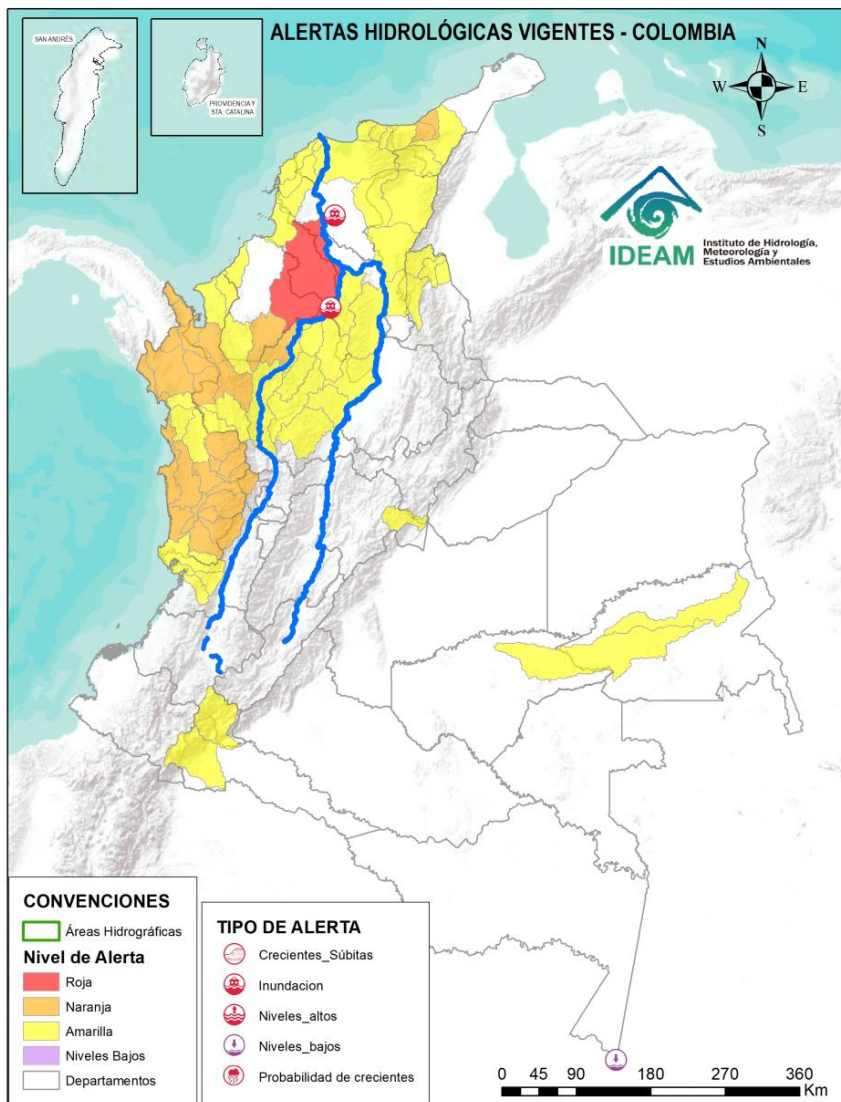 ALERTAS HIDROLÓGICAS VIGENTES - COLOMBIA
SAN ANDRÉS
PROVIDENCIA Y
STA. CATALINA
N
W
E
S
IDEAM
Instituto de Hidrología,
Meteorología y
Estudios Ambientales
CONVENCIONES
Áreas Hidrográficas
Nivel de Alerta
Roja
Naranja
Amarilla
Niveles Bajos
Departamentos
TIPO DE ALERTA
Crecientes_Súbitas
Inundacion
Niveles_altos
Niveles_bajos
Probabilidad de crecientes
0 45 90 180 270 360
Km